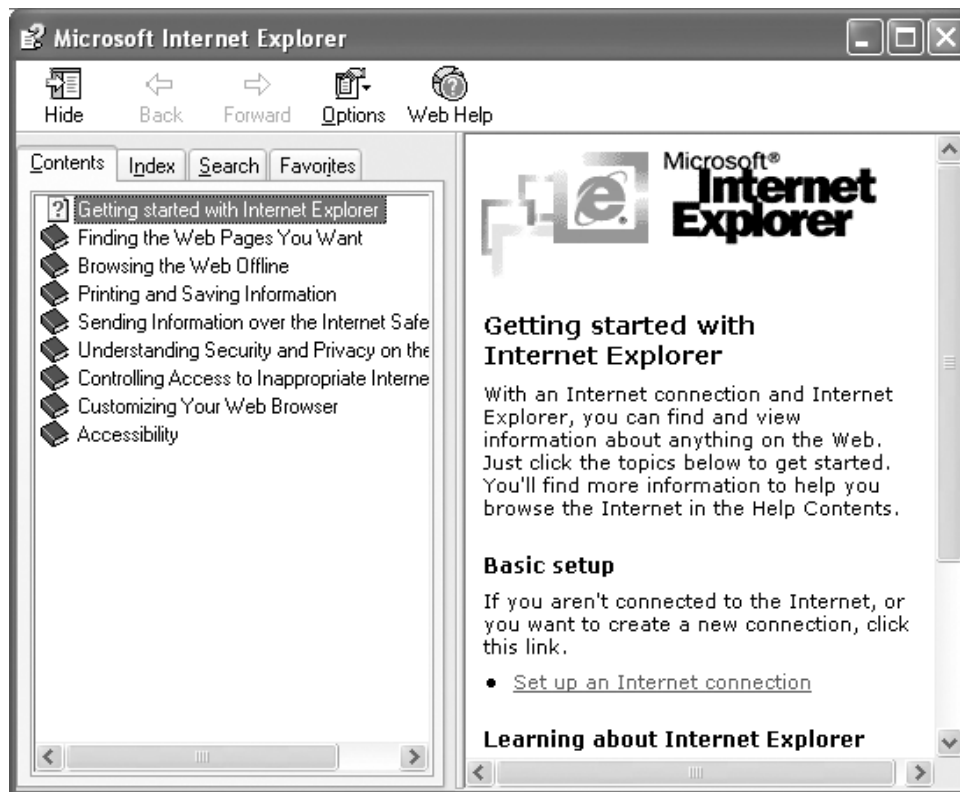 Microsoft Internet Explorer
Hide Back Forward Options Web Help
Contents Index Search Favorites
Getting started with Internet Explorer
Finding the Web Pages You Want
Browsing the Web Offline
Printing and Saving Information
Sending Information over the Internet Safe
Understanding Security and Privacy on the
Controlling Access to Inappropriate Interne
Customizing Your Web Browser
Accessibility
Microsoft®
Internet
Explorer
Getting started with
Internet Explorer
With an Internet connection and Internet
Explorer, you can find and view
information about anything on the Web.
Just click the topics below to get started.
You'll find more information to help you
browse the Internet in the Help Contents.
Basic setup
If you aren't connected to the Internet, or
you want to create a new connection, click
this link.
• Set up an Internet connection
Learning about Internet Explorer